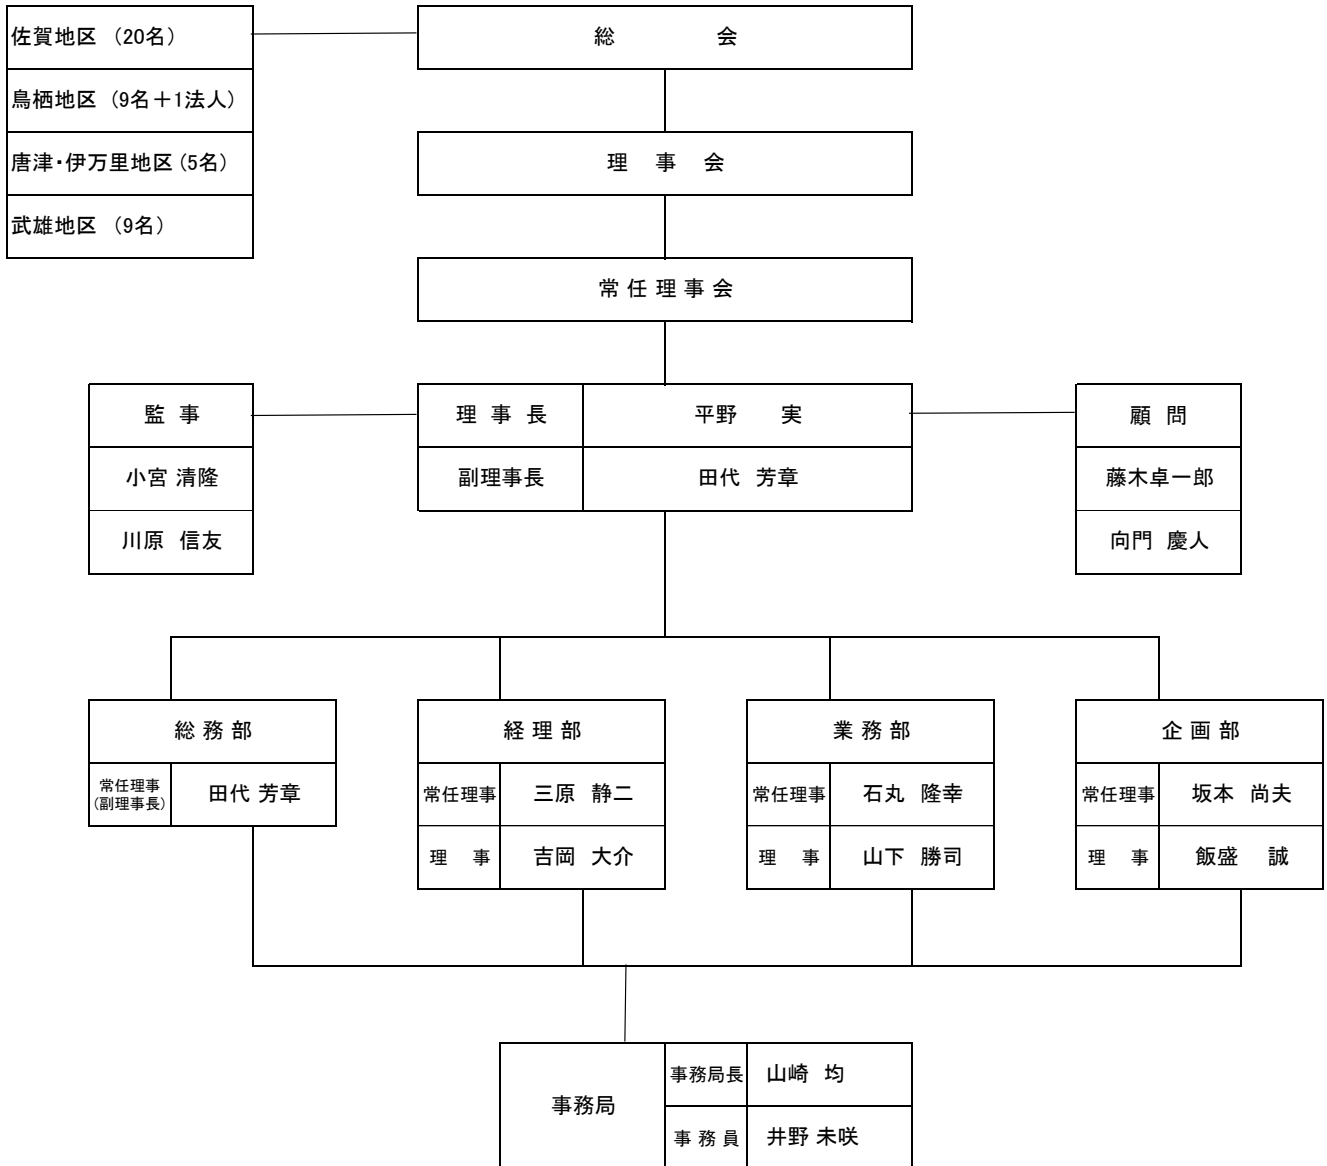 佐賀地区 （20名）
総　会
鳥栖地区 （9名＋1法人）
唐津・伊万里地区 (5名）
理　事　会
武雄地区 （9名）
常 任 理 事 会
監 事
理 事 長
平野　実
顧 問
小宮 清隆
副理事長
田代 芳章
藤木卓一郎
川原 信友
向門 慶人
総 務 部
経 理 部
業 務 部
企 画 部
常任理事
(副理事長)
田代 芳章
常任理事
三原 静二
常任理事
石丸 隆幸
常任理事
坂本 尚夫
理　事
吉岡 大介
理　事
山下 勝司
理　事
飯盛　誠
事務局
事務局長
山崎 均
事 務 員
井野 未咲